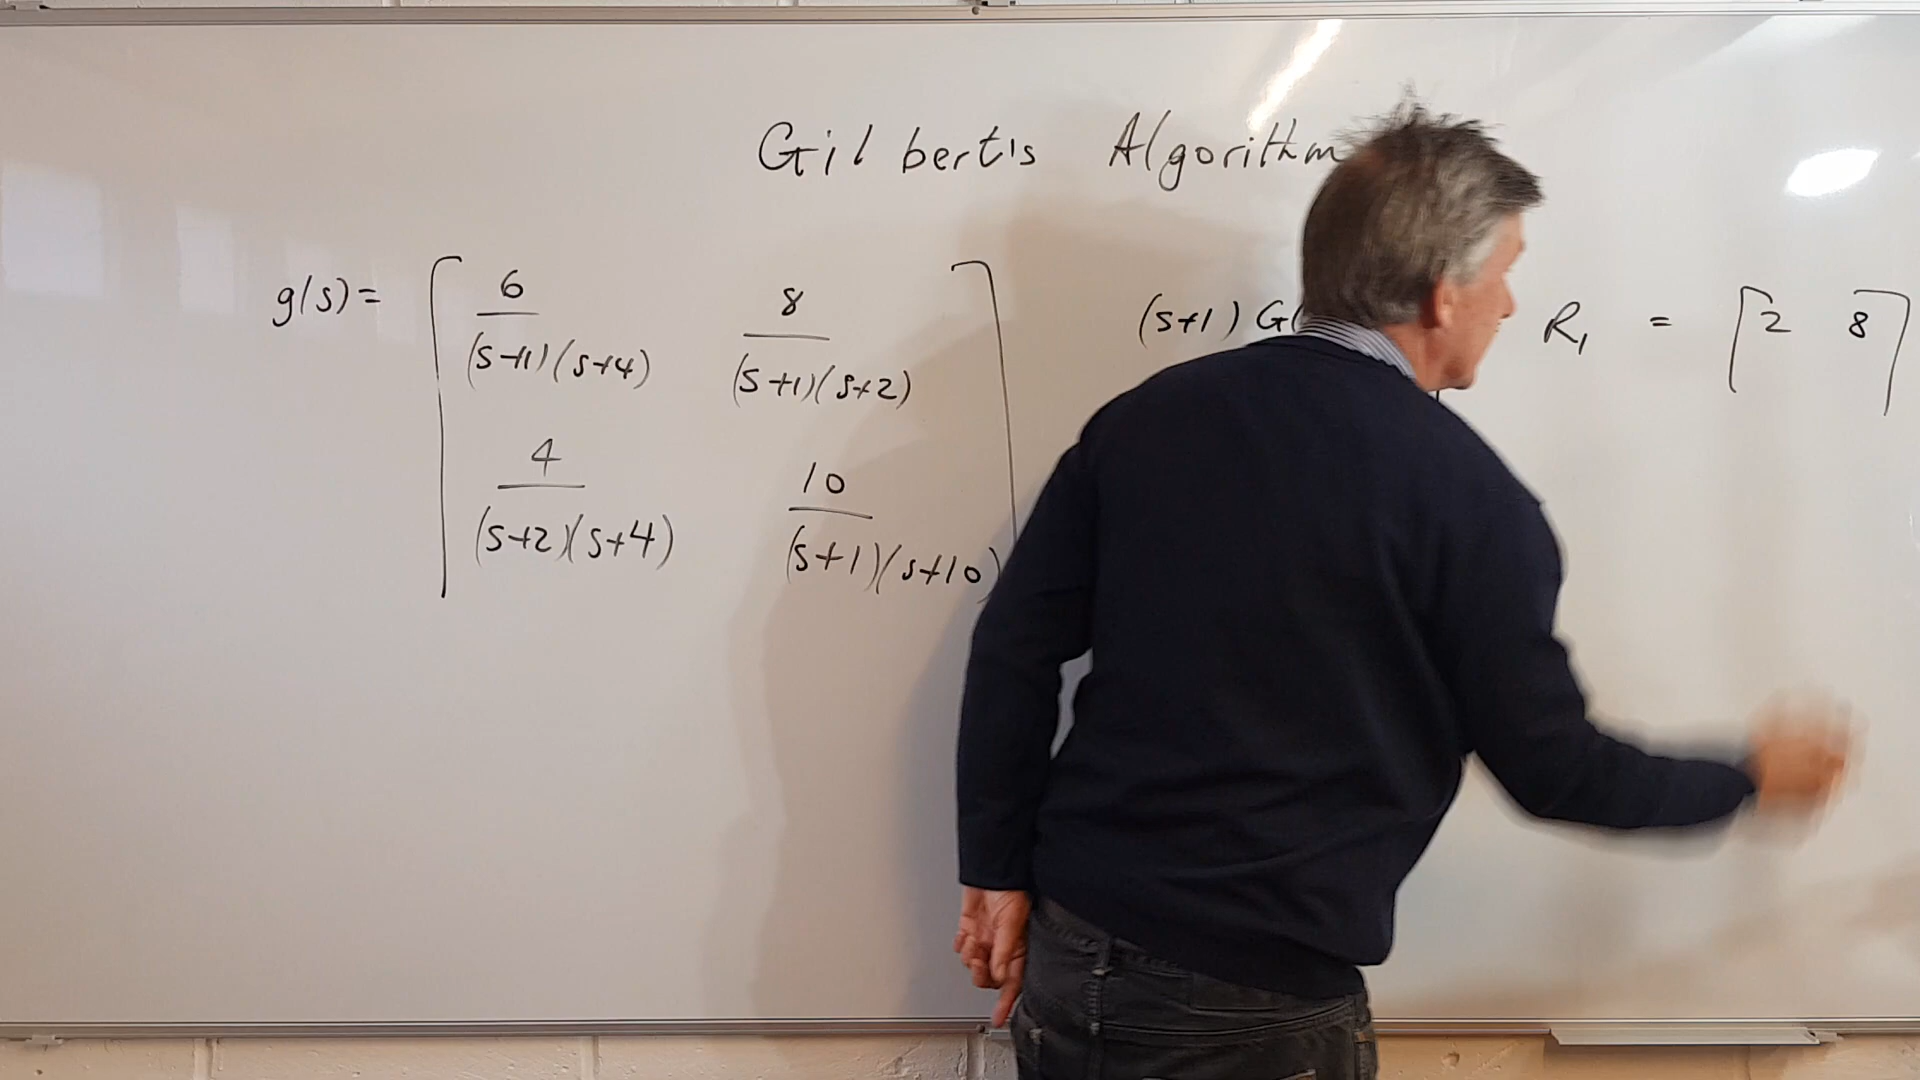 Gilbert's Algorithm
g(s) = [ 6/((s+1)(s+4)) 8/((s+1)(s+2))
4/((s+2)(s+4)) 10/((s+1)(s+10)) ]
(s+1) G( R₁ = [ 2 8 ]